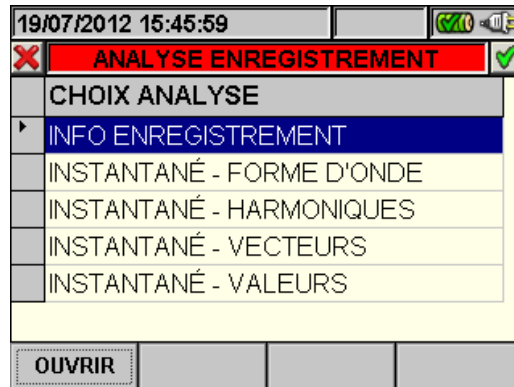 19/07/2012 15:45:59
ANALYSE ENREGISTREMENT
CHOIX ANALYSE
INFO ENREGISTREMENT
INSTANTANÉ - FORME D'ONDE
INSTANTANÉ - HARMONIQUES
INSTANTANÉ - VECTEURS
INSTANTANÉ - VALEURS
OUVRIR